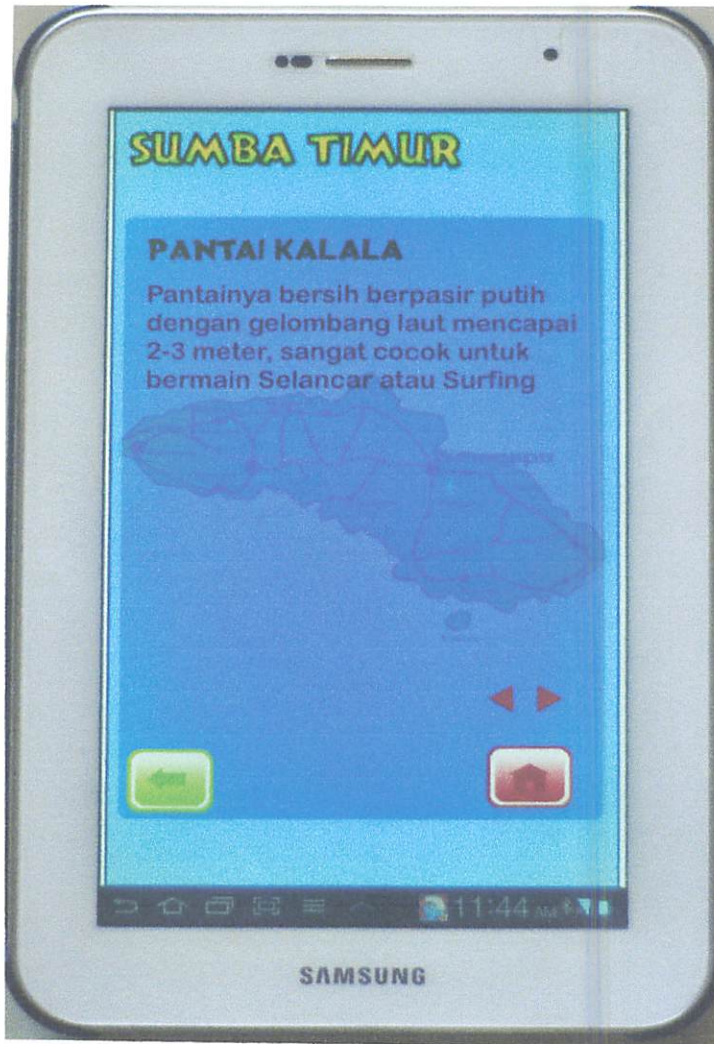 SUMBA TIMUR
PANTAI KALALA
Pantainya bersih berpasir putih
dengan gelombang laut mencapai
2-3 meter, sangat cocok untuk
bermain Selancar atau Surfing
11:44 AM
SAMSUNG